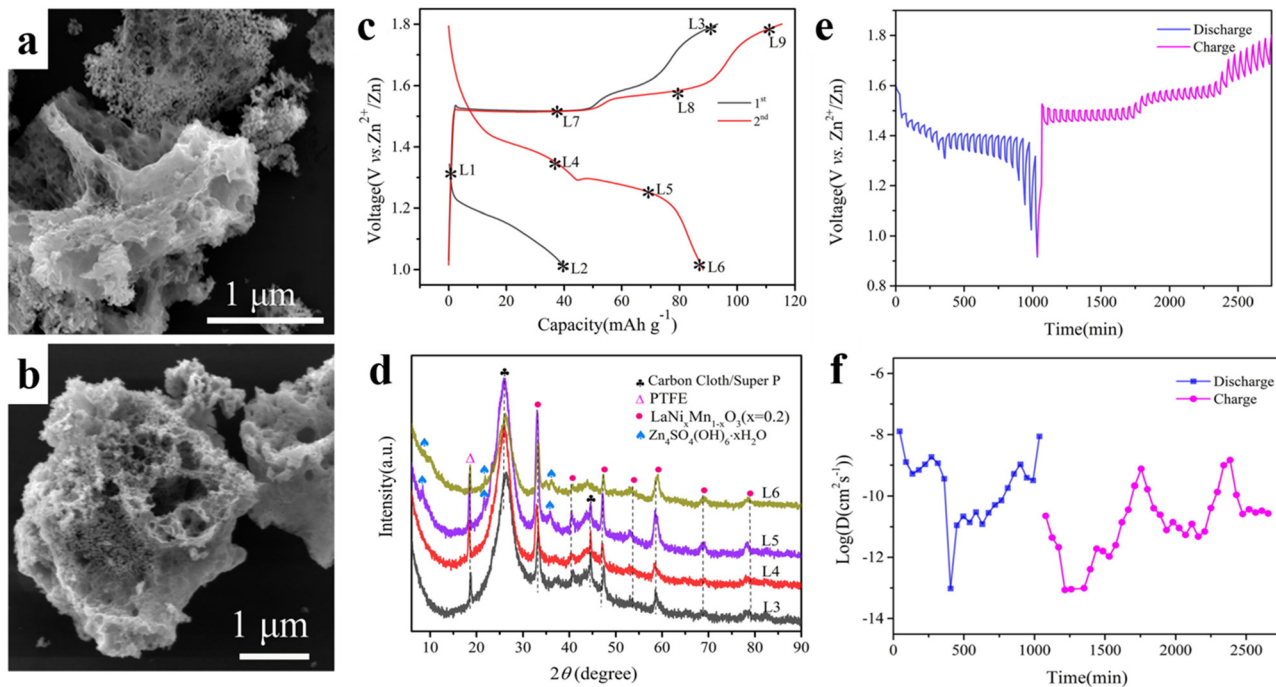 a
1 μm
b
1 μm
c
Voltage(V vs.Zn²⁺/Zn)
1.8
1.6
1.4
1.2
1.0
0
20
40
60
80
100
120
Capacity(mAh g⁻¹)
L1
L2
L3
L4
L5
L6
L7
L8
L9
1ˢᵗ
2ⁿᵈ
d
Intensity(a.u.)
♣ Carbon Cloth/Super P
Δ PTFE
● LaNiₓMn₁₋ₓO₃(x=0.2)
♠ Zn₄SO₄(OH)₆·xH₂O
L6
L5
L4
L3
10
20
30
40
50
60
70
80
90
2θ (degree)
e
Voltage(V vs. Zn²⁺/Zn)
1.8
1.6
1.4
1.2
1.0
0.8
Discharge
Charge
0
500
1000
1500
2000
2500
Time(min)
f
Log(D(cm² s⁻¹))
-6
-8
-10
-12
-14
Discharge
Charge
0
500
1000
1500
2000
2500
Time(min)